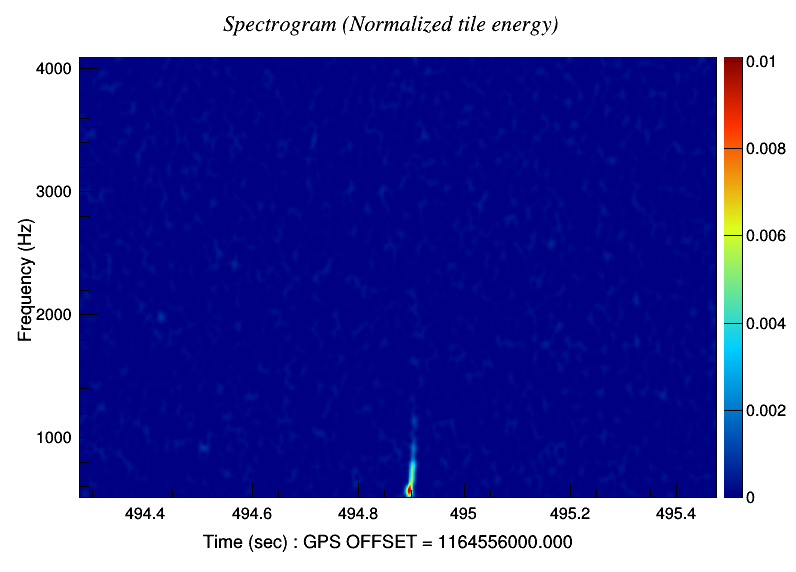 Spectrogram (Normalized tile energy)
4000
3000
2000
1000
Frequency (Hz)
494.4 494.6 494.8 495 495.2 495.4
Time (sec) : GPS OFFSET = 1164556000.000
0.01
0.008
0.006
0.004
0.002
0